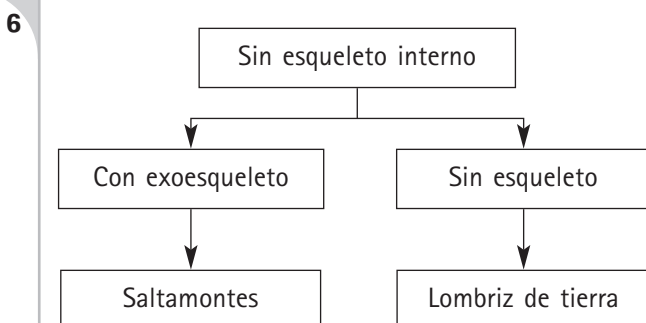 6
Sin esqueleto interno
Con exoesqueleto
Sin esqueleto
Saltamontes
Lombriz de tierra